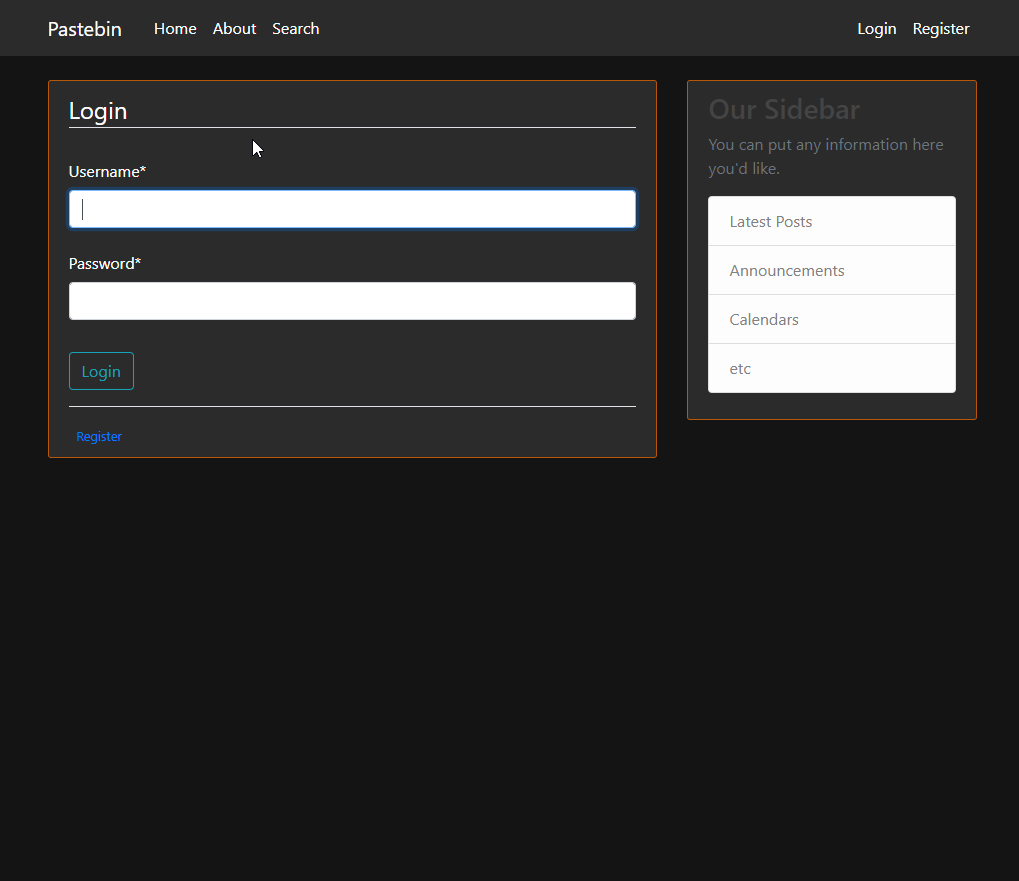 Pastebin Home About Search Login Register
Login
Username*
Password*
Login
Register
Our Sidebar
You can put any information here
you'd like.
Latest Posts
Announcements
Calendars
etc